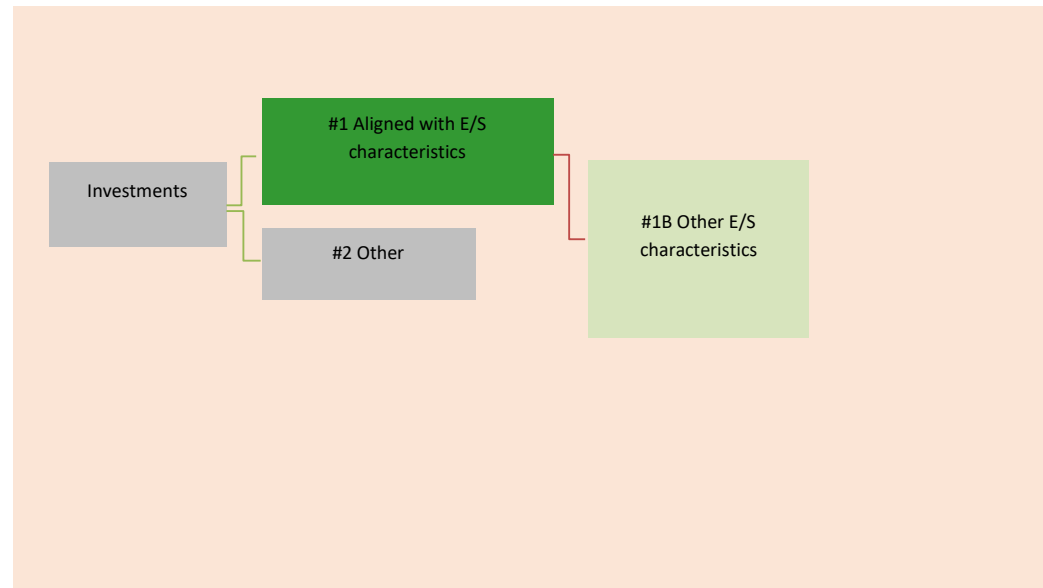 #1 Aligned with E/S
characteristics
Investments
#2 Other
#1B Other E/S
characteristics